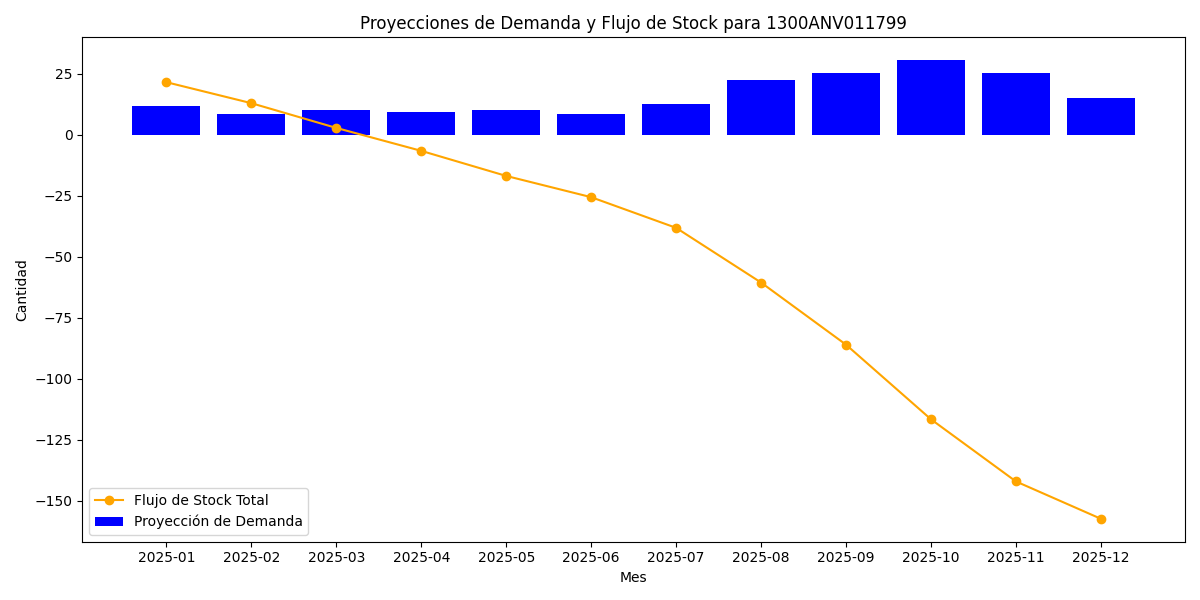 Proyecciones de Demanda y Flujo de Stock para 1300ANV011799
Cantidad
25
0
−25
−50
−75
−100
−125
−150
Flujo de Stock Total
Proyección de Demanda
2025-01 2025-02 2025-03 2025-04 2025-05 2025-06 2025-07 2025-08 2025-09 2025-10 2025-11 2025-12
Mes